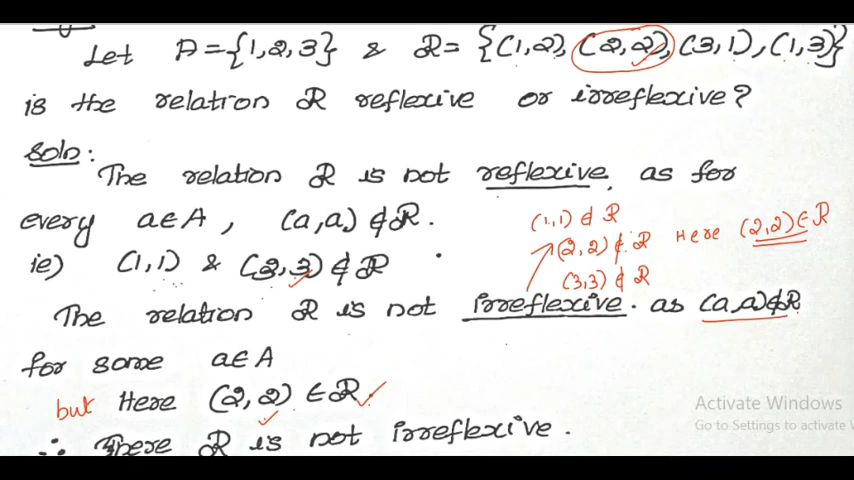 Let A = {1,2,3} & R = {(1,2), (2,2), (3,1), (1,3)}
is the relation R reflexive or irreflexive?
Soln:
The relation R is not reflexive, as for
every a∈A, (a,a) ∉ R.
ie) (1,1) & (3,3) ∉ R
(1,1) ∉ R
(2,2) ∉ R
(3,3) ∉ R
Here (2,2) ∈ R
The relation R is not irreflexive. as (a,a) ∉ R
for some a∈A
but Here (2,2) ∈ R
∴ There R is not irreflexive.
Activate Windows
Go to Settings to activate W